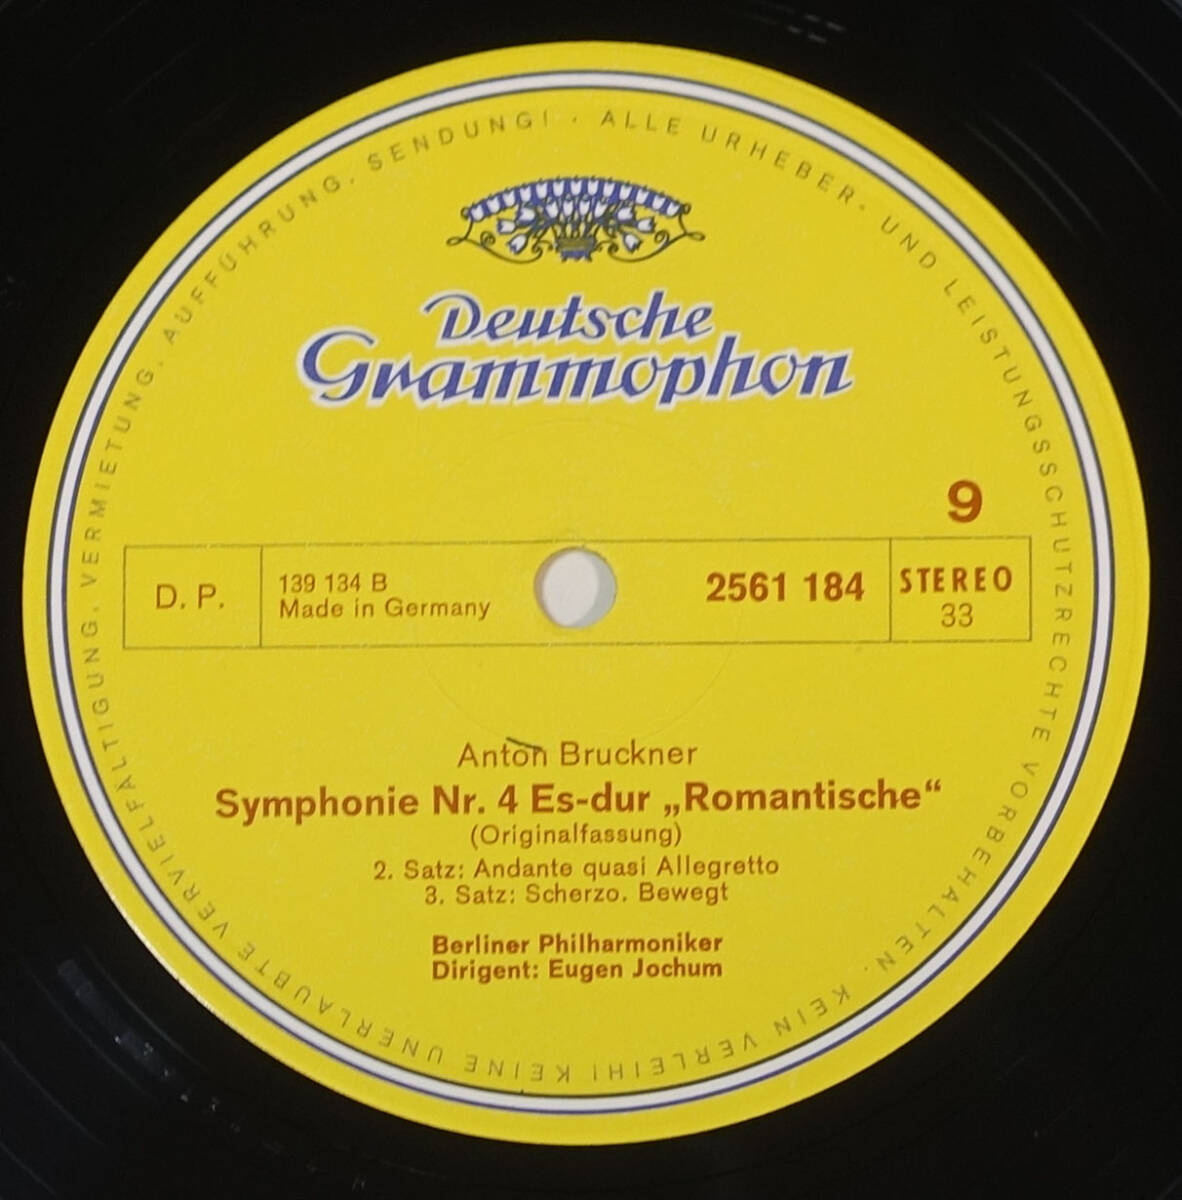 ALLE URHEBER- UND LEISTUNGSSCHUTZRECHTE VORBEHALTEN. KEIN VERLEIH! KEINE UNERLAUBTE VERVIELFÄLTIGUNG, VERMIETUNG, AUFFÜHRUNG, SENDUNG! ·
Deutsche
Grammophon
9
D. P.
139 134 B
Made in Germany
2561 184
STEREO
33
Anton Bruckner
Symphonie Nr. 4 Es-dur „Romantische“
(Originalfassung)
2. Satz: Andante quasi Allegretto
3. Satz: Scherzo. Bewegt
Berliner Philharmoniker
Dirigent: Eugen Jochum